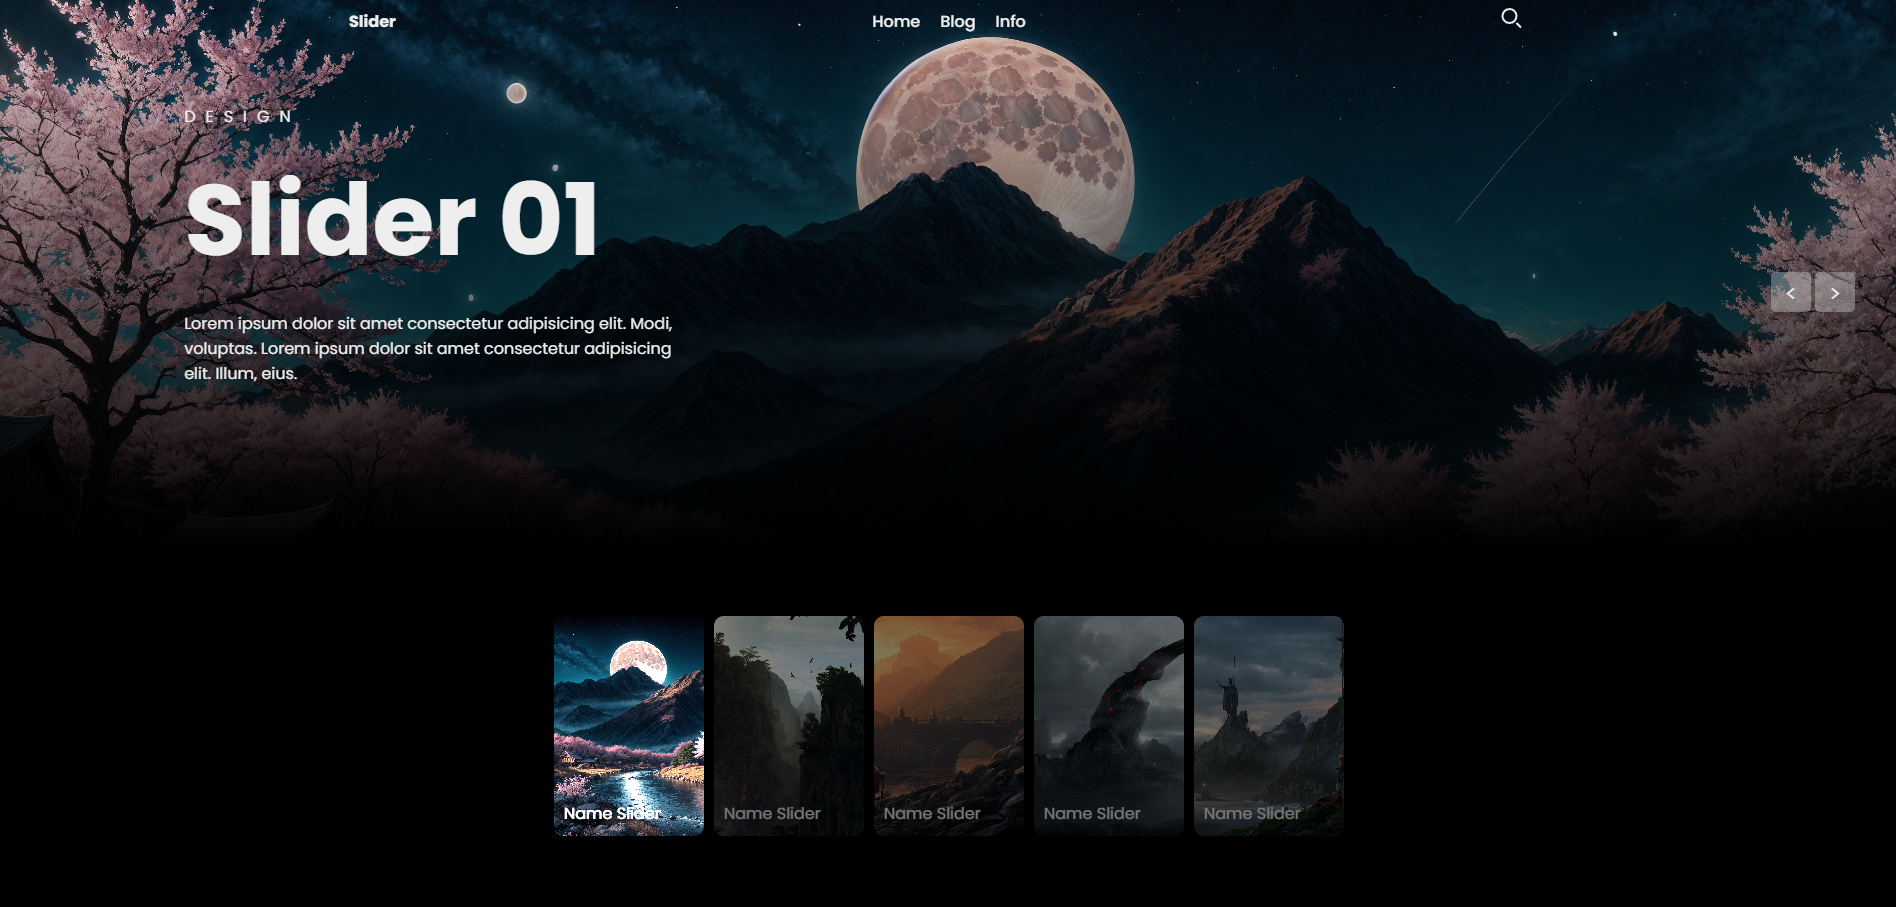 Slider
Home Blog Info
DESIGN
Slider 01
Lorem ipsum dolor sit amet consectetur adipisicing elit. Modi,
voluptas. Lorem ipsum dolor sit amet consectetur adipisicing
elit. Illum, eius.
< >
Name Slider
Name Slider
Name Slider
Name Slider
Name Slider